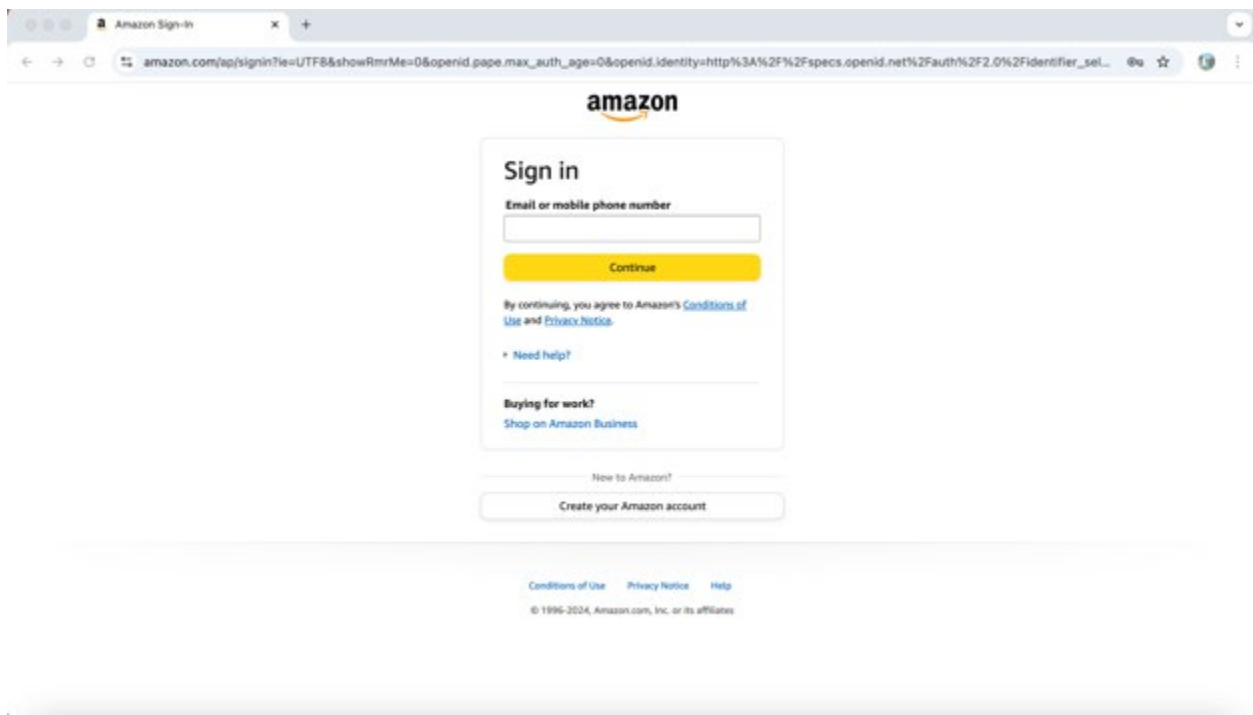 Amazon Sign-In
amazon.com/ap/signin?ie=UTF8&showRmrMe=0&openid.pape.max_auth_age=0&openid.identity=http%3A%2F%2Fspecs.openid.net%2Fauth%2F2.0%2Fidentifier_sel...
amazon
Sign in
Email or mobile phone number
Continue
By continuing, you agree to Amazon's Conditions of
Use and Privacy Notice.
Need help?
Buying for work?
Shop on Amazon Business
New to Amazon?
Create your Amazon account
Conditions of Use Privacy Notice Help
© 1996-2024, Amazon.com, Inc. or its affiliates